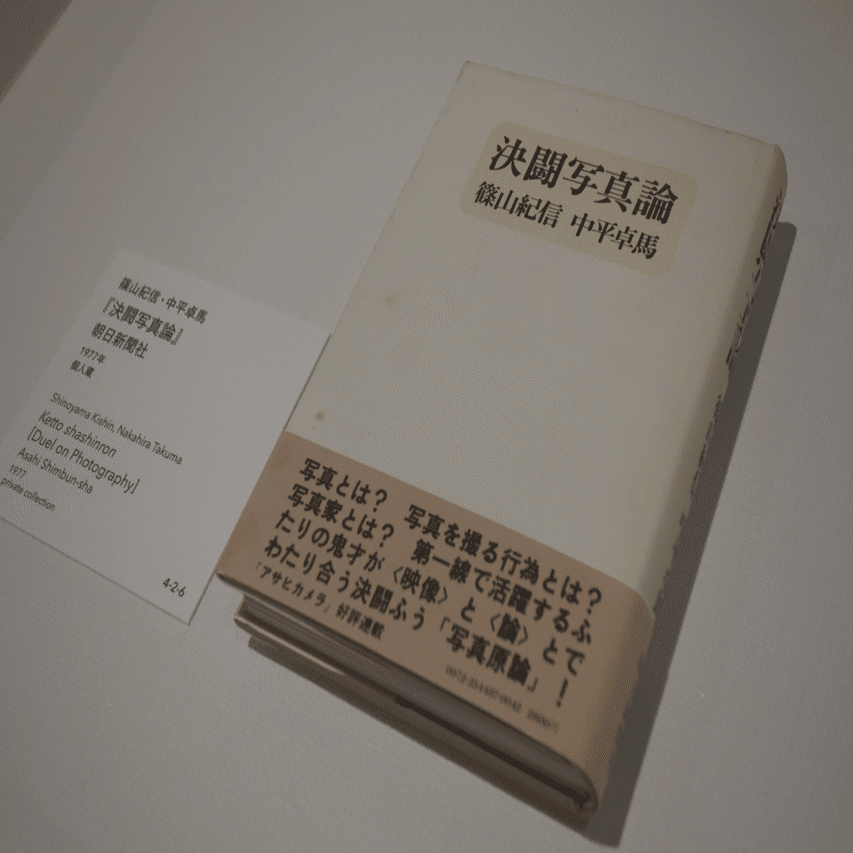 決闘写真論
篠山紀信 中平卓馬
写真とは? 写真を撮る行為とは?
写真家とは? 第一線で活躍するふ
たりの鬼才が〈映像〉と〈論〉とで
わたり合う決闘ふう「写真原論」!
「アサヒカメラ」好評連載
篠山紀信・中平卓馬
『決闘写真論』
朝日新聞社
1977年
個人蔵
Shinoyama Kishin, Nakahira Takuma
Ketto shashinron
[Duel on Photography]
Asahi Shimbun-sha
1977
private collection
4-2-6